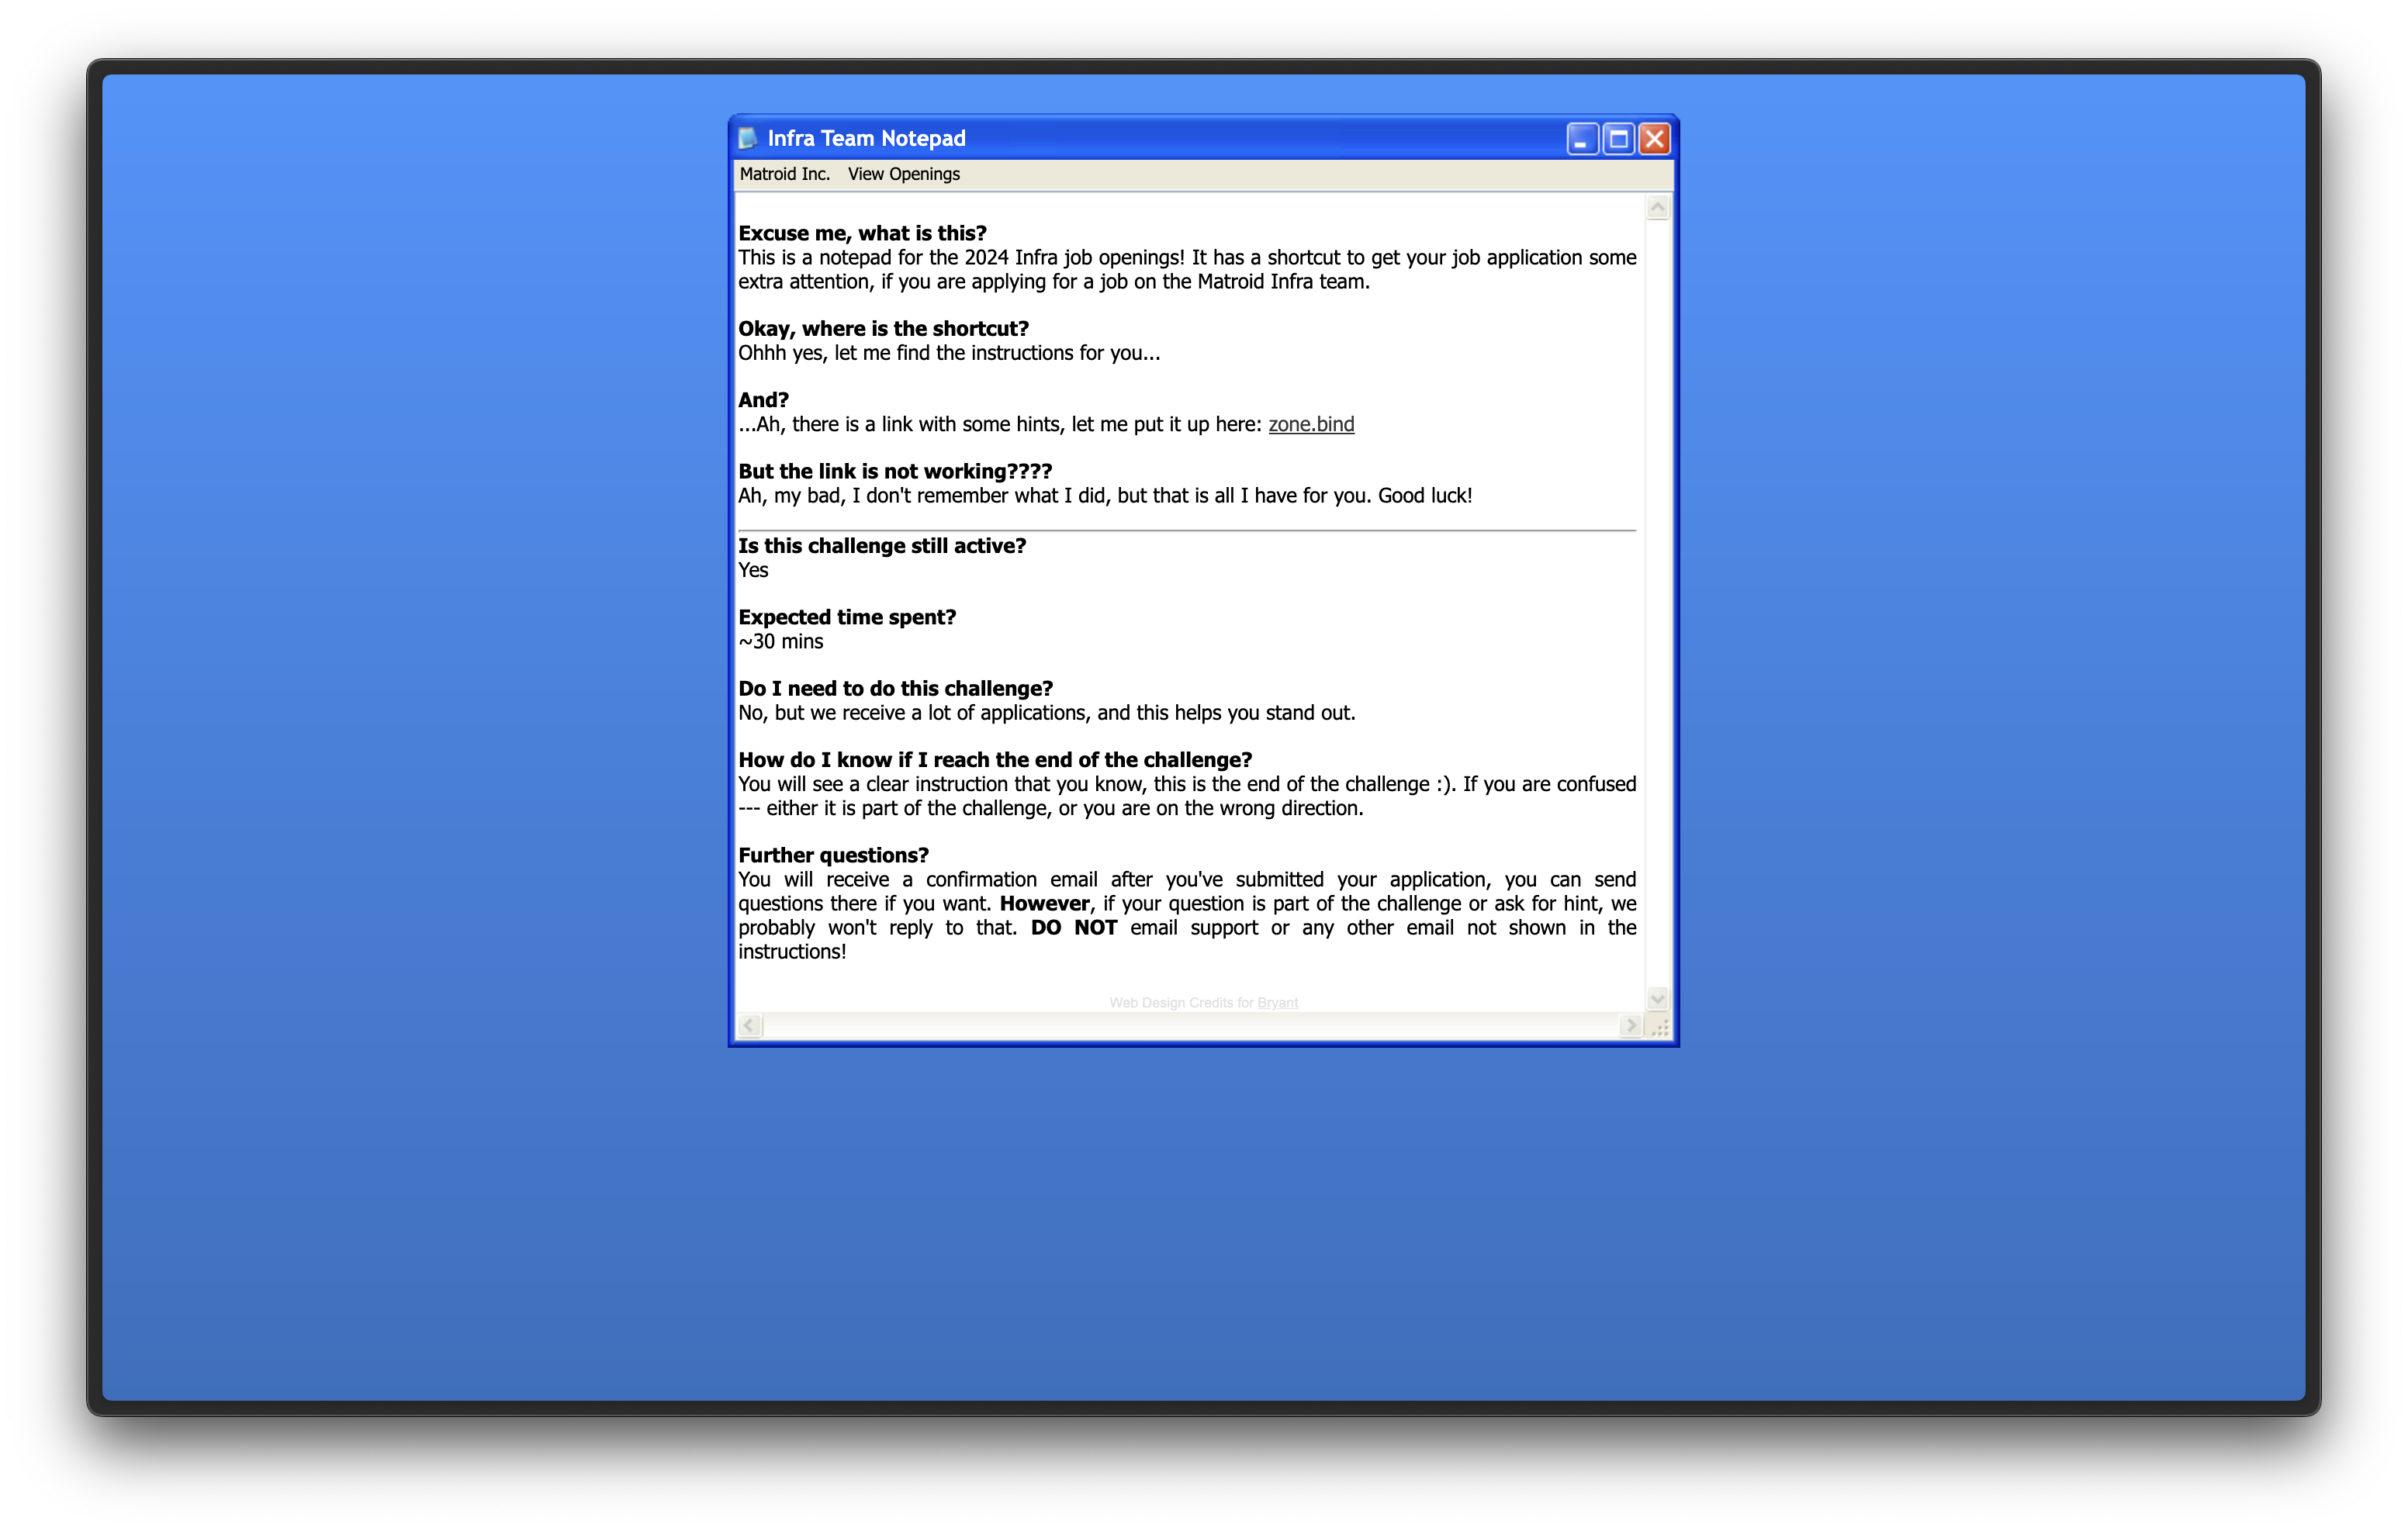 Infra Team Notepad
Matroid Inc. View Openings
Excuse me, what is this?
This is a notepad for the 2024 Infra job openings! It has a shortcut to get your job application some
extra attention, if you are applying for a job on the Matroid Infra team.
Okay, where is the shortcut?
Ohhh yes, let me find the instructions for you...
And?
...Ah, there is a link with some hints, let me put it up here: zone.bind
But the link is not working????
Ah, my bad, I don't remember what I did, but that is all I have for you. Good luck!
Is this challenge still active?
Yes
Expected time spent?
~30 mins
Do I need to do this challenge?
No, but we receive a lot of applications, and this helps you stand out.
How do I know if I reach the end of the challenge?
You will see a clear instruction that you know, this is the end of the challenge :). If you are confused
--- either it is part of the challenge, or you are on the wrong direction.
Further questions?
You will receive a confirmation email after you've submitted your application, you can send
questions there if you want. However, if your question is part of the challenge or ask for hint, we
probably won't reply to that. DO NOT email support or any other email not shown in the
instructions!
Web Design Credits for Bryant